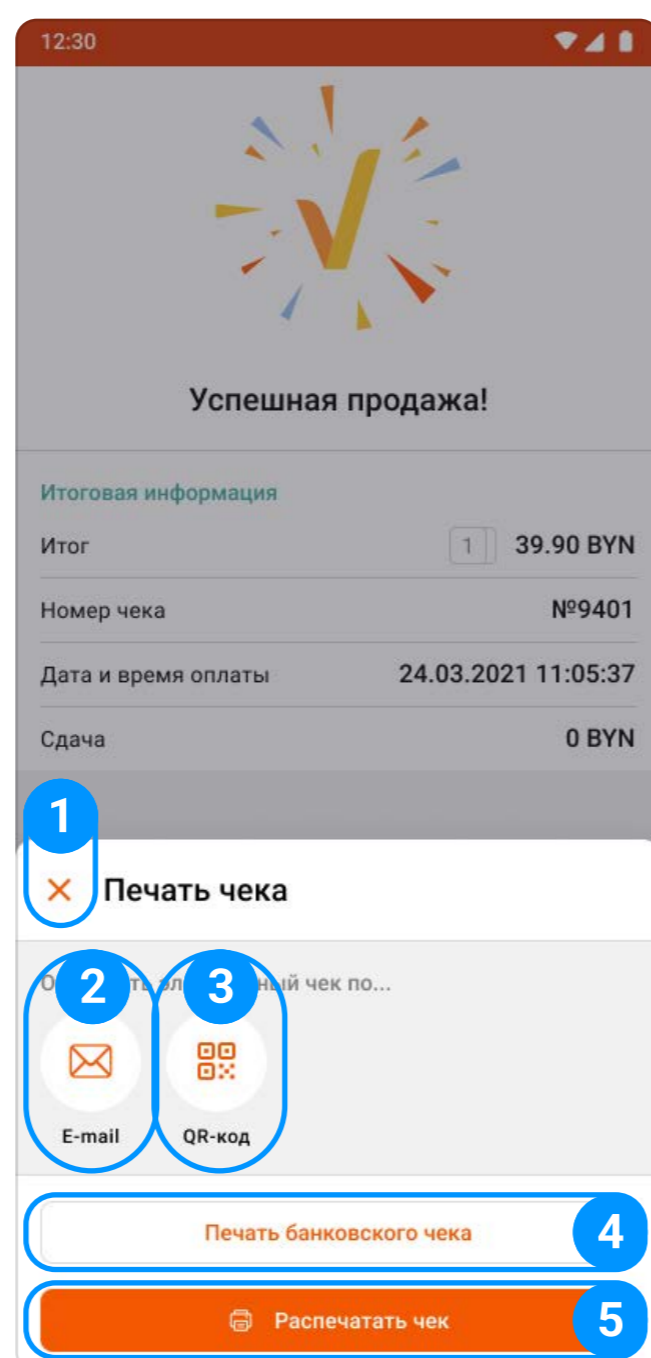 12:30
Успешная продажа!
Итоговая информация
Итог 1 39.90 BYN
Номер чека №9401
Дата и время оплаты 24.03.2021 11:05:37
Сдача 0 BYN
1
Печать чека
2 3
чек по...
E-mail QR-код
Печать банковского чека 4
Распечатать чек 5